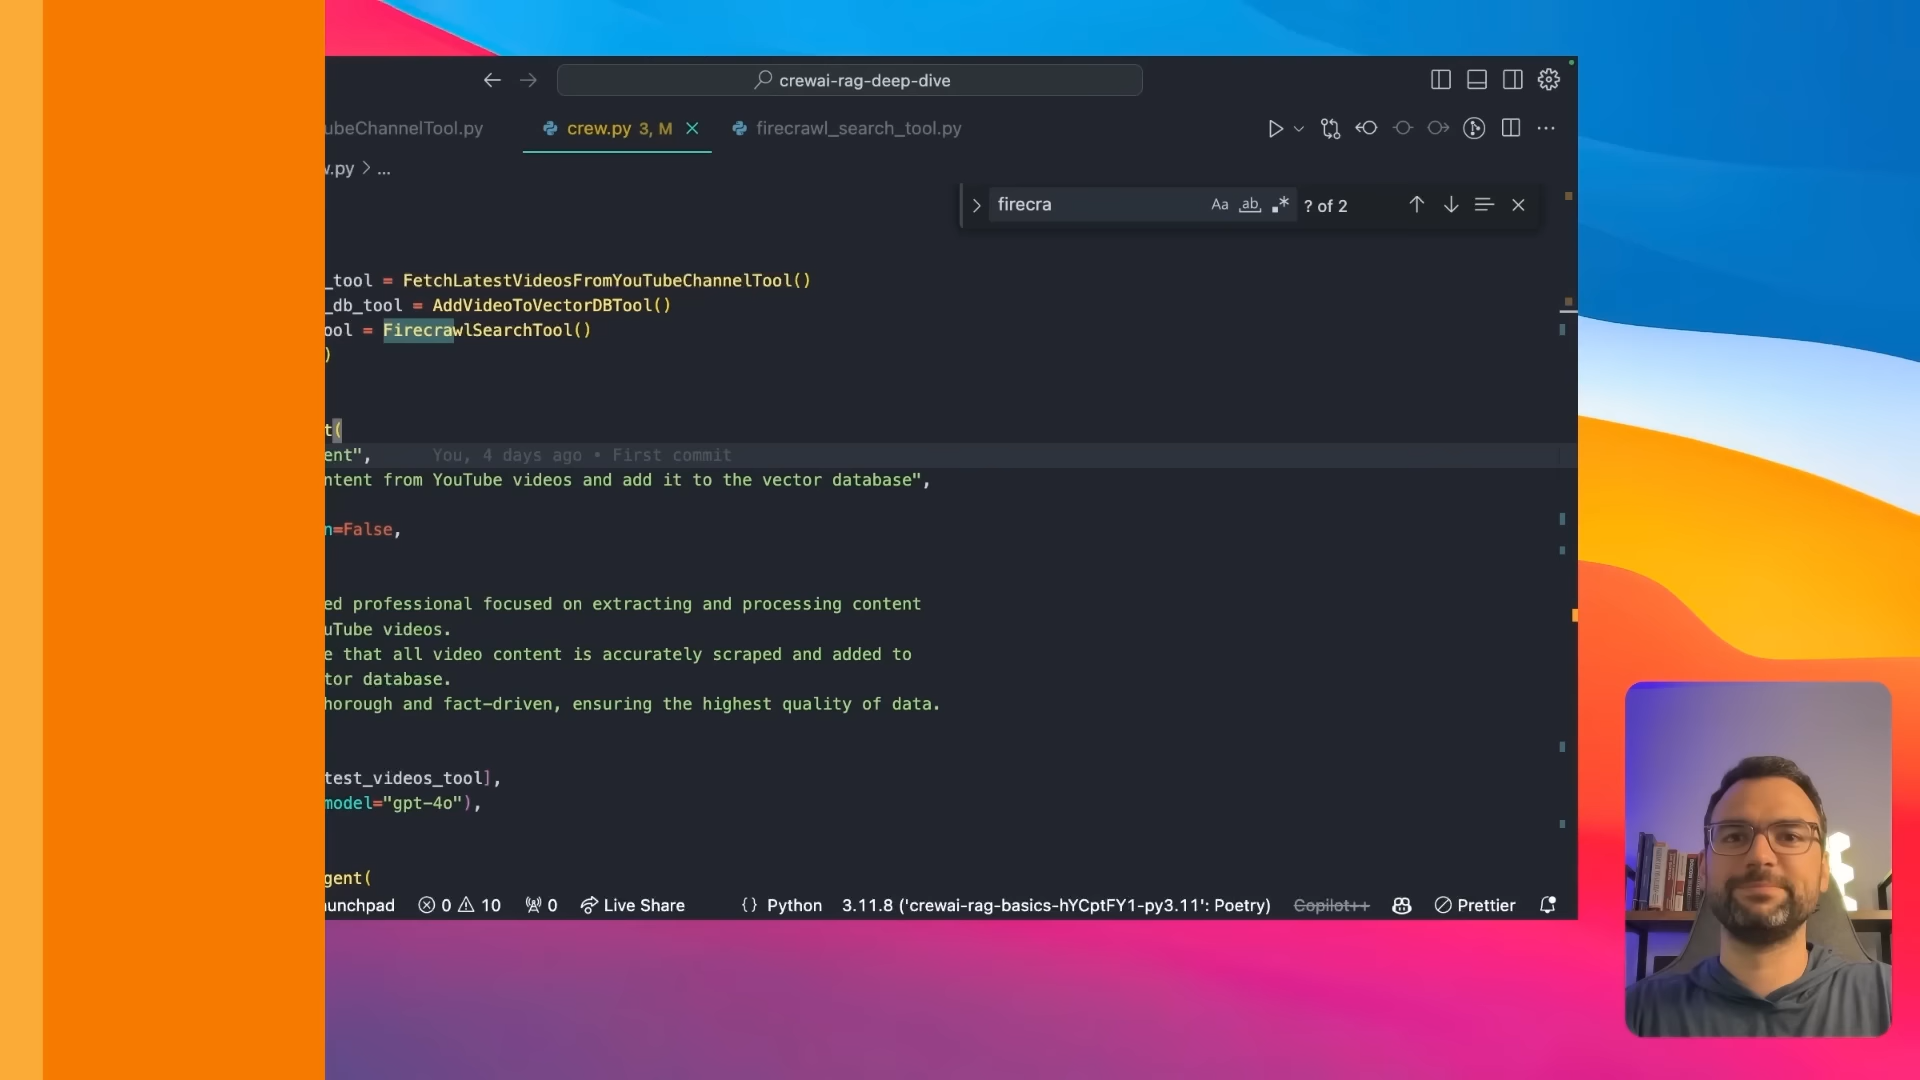 crewai-rag-deep-dive
ubeChannelTool.py
crew.py 3, M
firecrawl_search_tool.py
w.py > ...
firecra
Aa ab .* ? of 2
_tool = FetchLatestVideosFromYouTubeChannelTool()
_db_tool = AddVideoToVectorDBTool()
ool = FirecrawlSearchTool()
)
t(
ent", You, 4 days ago • First commit
ntent from YouTube videos and add it to the vector database",
n=False,
ed professional focused on extracting and processing content
uTube videos.
e that all video content is accurately scraped and added to
tor database.
horough and fact-driven, ensuring the highest quality of data.
test_videos_tool],
model="gpt-4o"),
gent(
unchpad 0 10 0 Live Share {} Python 3.11.8 ('crewai-rag-basics-hYCptFY1-py3.11': Poetry) Copilot++ Prettier